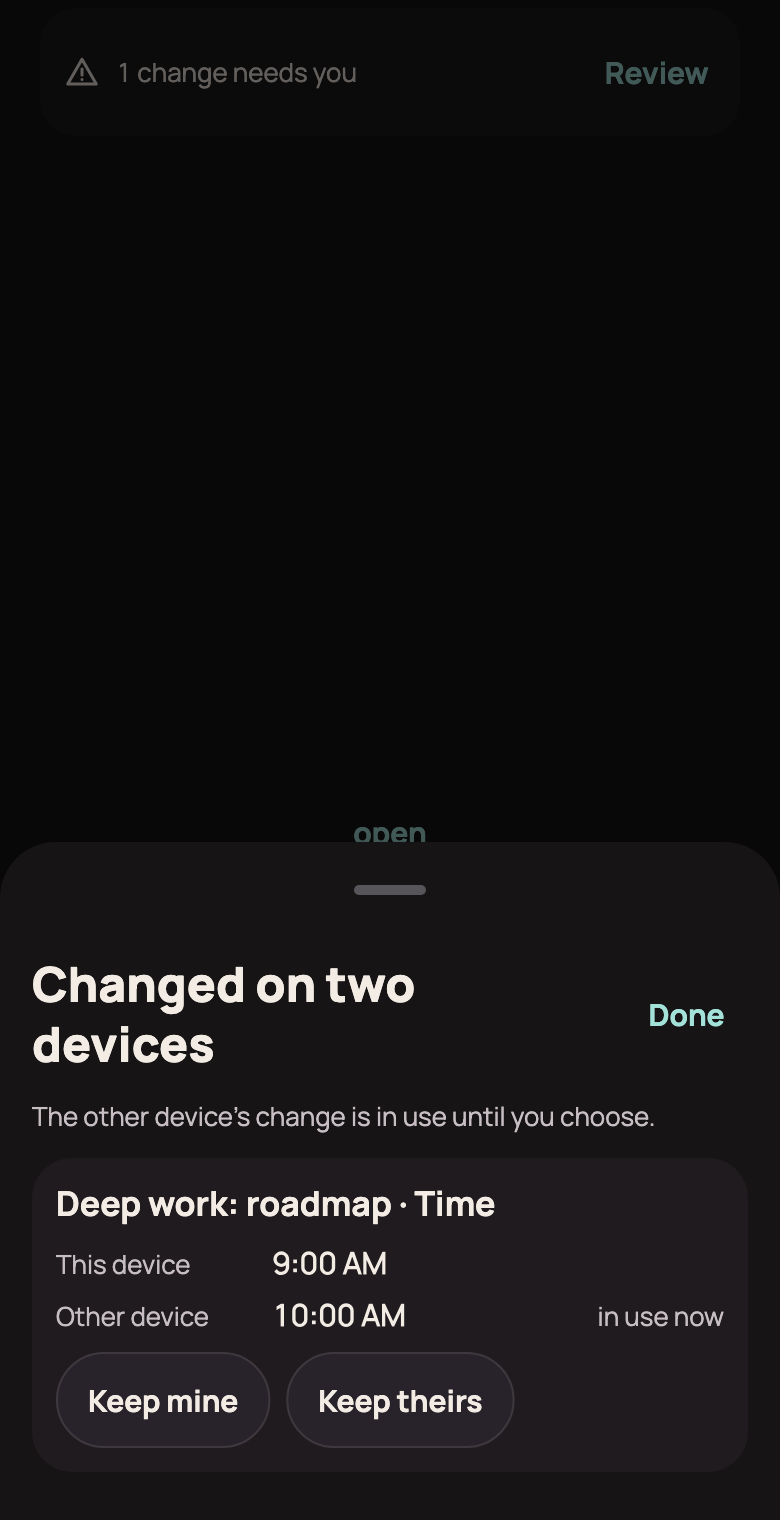 1 change needs you
Review
open
Changed on two
devices
Done
The other device’s change is in use until you choose.
Deep work: roadmap · Time
This device 9:00 AM
Other device 10:00 AM in use now
Keep mine Keep theirs